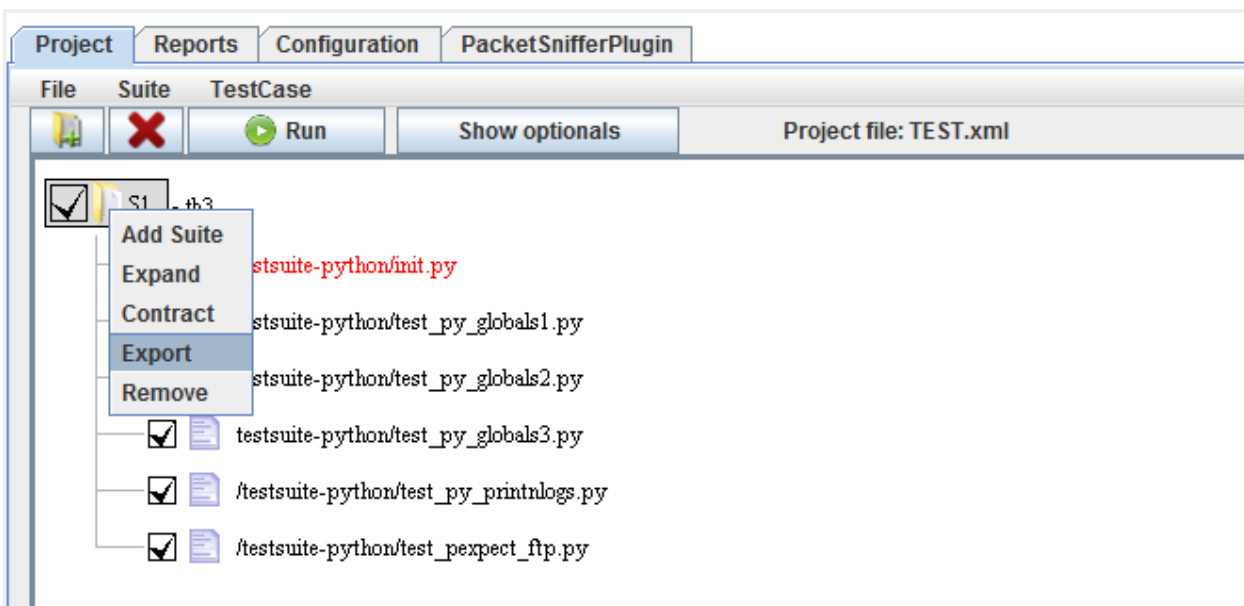 Project Reports Configuration PacketSnifferPlugin
File Suite TestCase
Run Show optionals Project file: TEST.xml
S1 - tb3
Add Suite
Expand
Contract
Export
Remove
stsuite-python/init.py
stsuite-python/test_py_globals1.py
stsuite-python/test_py_globals2.py
testsuite-python/test_py_globals3.py
/testsuite-python/test_py_printnlogs.py
/testsuite-python/test_pexpect_ftp.py